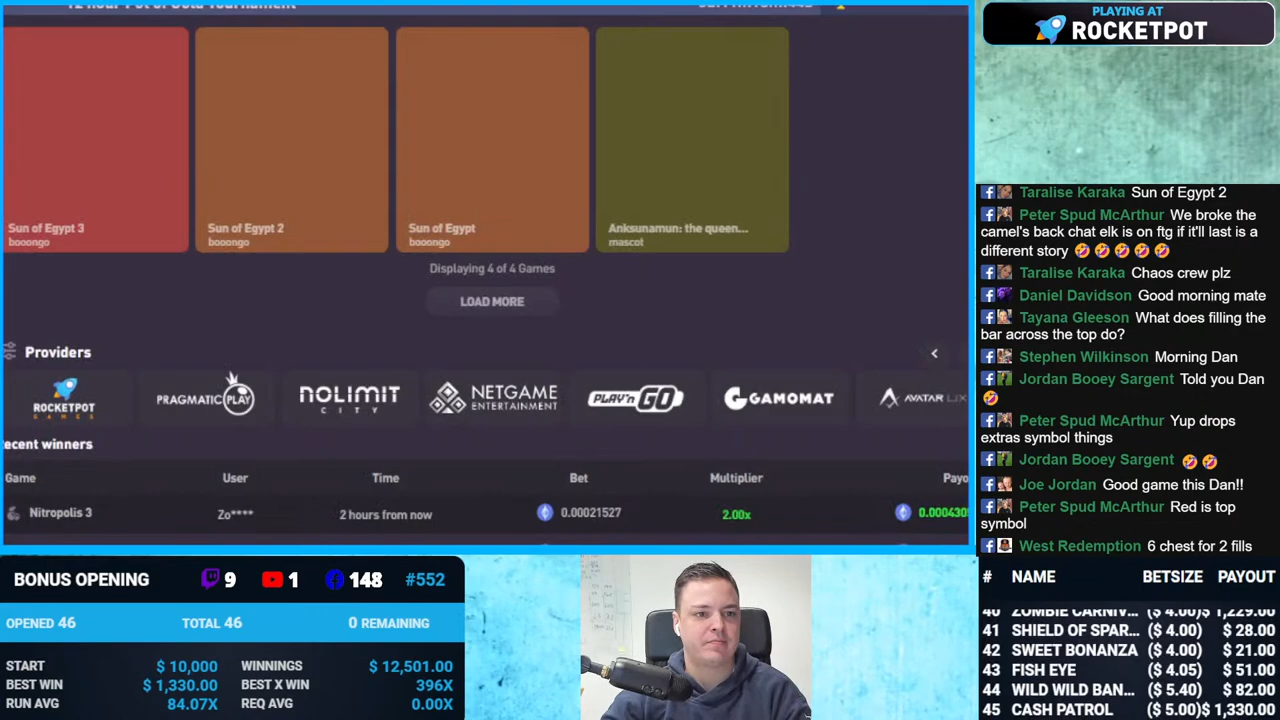 12 hour Pot of Gold Tournament
PLAYING AT
ROCKETPOT
Sun of Egypt 3
booongo
Sun of Egypt 2
booongo
Sun of Egypt
booongo
Anksunamun: the queen...
mascot
Displaying 4 of 4 Games
LOAD MORE
Providers
ROCKETPOT
GAMES
PRAGMATIC PLAY
NOLIMIT
CITY
NETGAME
ENTERTAINMENT
PLAY'n GO
GAMOMAT
AVATAR UX
ecent winners
Game
User
Time
Bet
Multiplier
Payo
Nitropolis 3
Zo****
2 hours from now
0.00021527
2.00x
0.0004305
Taralise Karaka Sun of Egypt 2
Peter Spud McArthur We broke the
camel's back chat elk is on ftg if it'll last is a
different story 🤣 🤣 🤣 🤣 🤣
Taralise Karaka Chaos crew plz
Daniel Davidson Good morning mate
Tayana Gleeson What does filling the
bar across the top do?
Stephen Wilkinson Morning Dan
Jordan Booey Sargent Told you Dan
🤣
Peter Spud McArthur Yup drops
extras symbol things
Jordan Booey Sargent 🤣 🤣
Joe Jordan Good game this Dan!!
Peter Spud McArthur Red is top
symbol
West Redemption 6 chest for 2 fills
BONUS OPENING 9 1 148 #552
OPENED 46 TOTAL 46 0 REMAINING
START $ 10,000 WINNINGS $ 12,501.00
BEST WIN $ 1,330.00 BEST X WIN 396X
RUN AVG 84.07X REQ AVG 0.00X
# NAME BETSIZE PAYOUT
40 ZOMBIE CARNIV... ($ 4.00) $ 1,229.00
41 SHIELD OF SPAR... ($ 4.00) $ 28.00
42 SWEET BONANZA ($ 4.00) $ 21.00
43 FISH EYE ($ 4.05) $ 51.00
44 WILD WILD BAN... ($ 5.40) $ 82.00
45 CASH PATROL ($ 5.00) $ 1,330.00